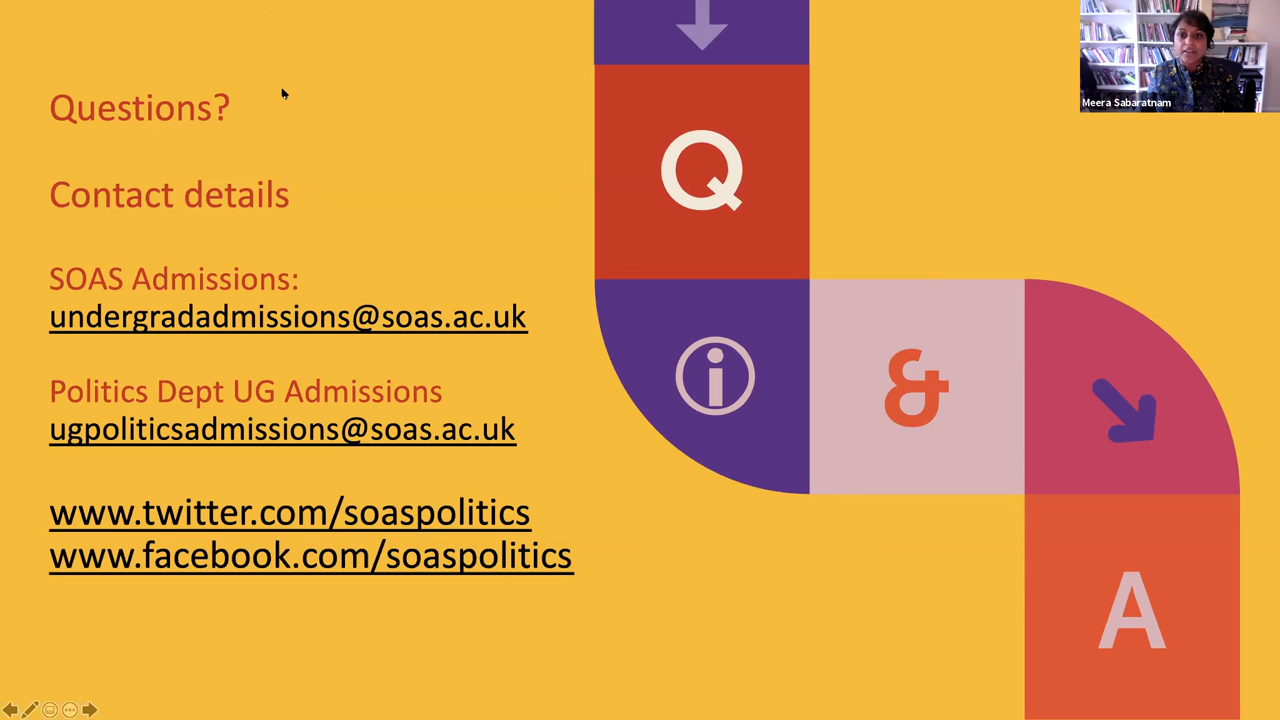 Questions?
Contact details
SOAS Admissions:
undergradadmissions@soas.ac.uk
Politics Dept UG Admissions
ugpoliticsadmissions@soas.ac.uk
www.twitter.com/soaspolitics
www.facebook.com/soaspolitics
Q
i &
A
Meera Sabaratnam